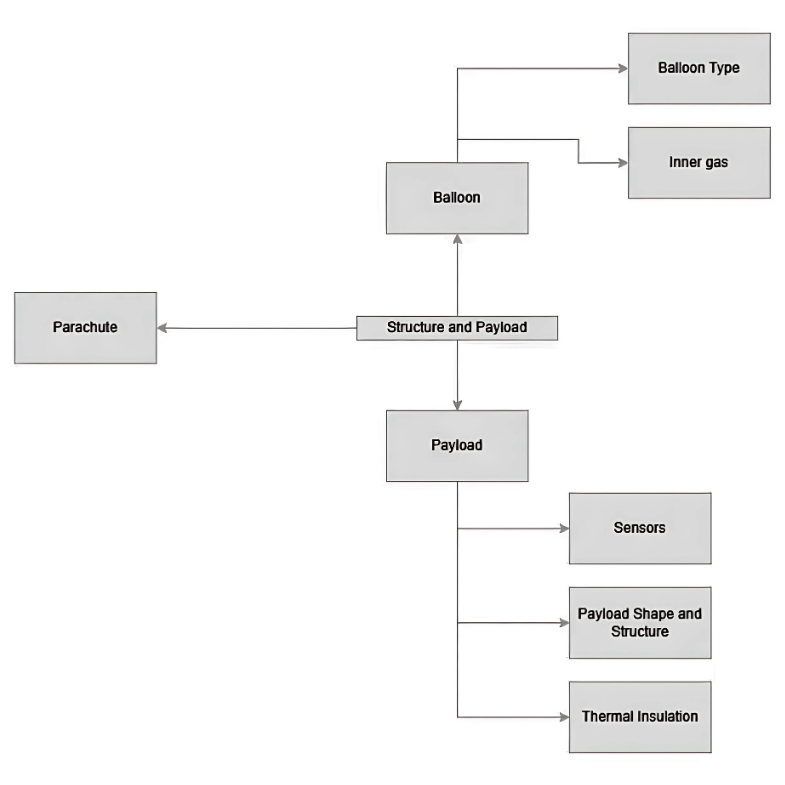 Balloon Type
Inner gas
Balloon
Structure and Payload
Parachute
Payload
Sensors
Payload Shape and
Structure
Thermal Insulation